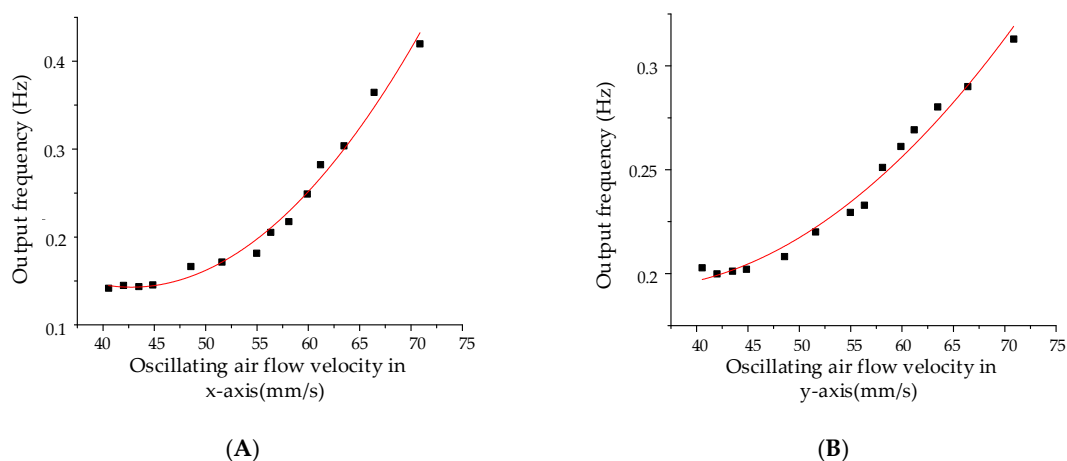 0.4
0.3
0.2
0.1
Output frequency (Hz)
40 45 50 55 60 65 70 75
Oscillating air flow velocity in
x-axis(mm/s)
(A)
0.3
0.25
0.2
Output frequency (Hz)
40 45 50 55 60 65 70 75
Oscillating air flow velocity in
y-axis(mm/s)
(B)